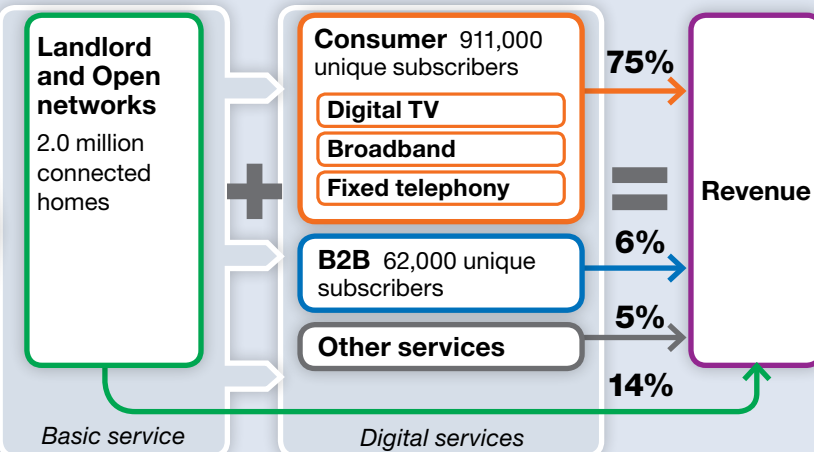 Landlord
and Open
networks
2.0 million
connected
homes
Basic service
Consumer 911,000
unique subscribers
Digital TV
Broadband
Fixed telephony
B2B 62,000 unique
subscribers
Other services
Digital services
75%
6%
5%
14%
Revenue